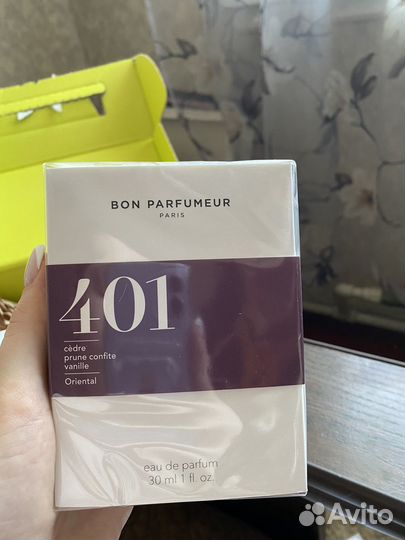 BON PARFUMEUR
PARIS
401
cèdre
prune confite
vanille
Oriental
eau de parfum
30 ml 1 fl. oz.
Avito